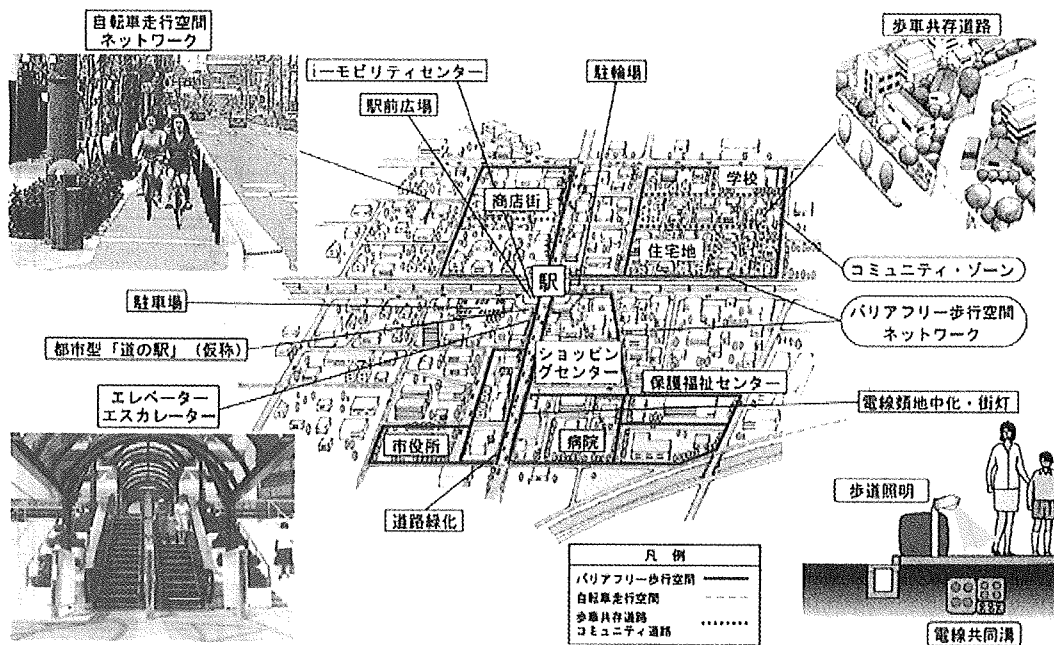 自転車走行空間
ネットワーク
歩車共存道路
i－モビリティセンター
駐輪場
駅前広場
学校
商店街
住宅地
コミュニティ・ゾーン
駅
駐車場
バリアフリー歩行空間
ネットワーク
都市型「道の駅」（仮称）
ショッピン
グセンター
エレベーター
エスカレーター
保護福祉センター
電線類地中化・街灯
市役所
病院
歩道照明
道路緑化
凡例
バリアフリー歩行空間
自転車走行空間
歩車共存道路
コミュニティ道路
電線共同溝